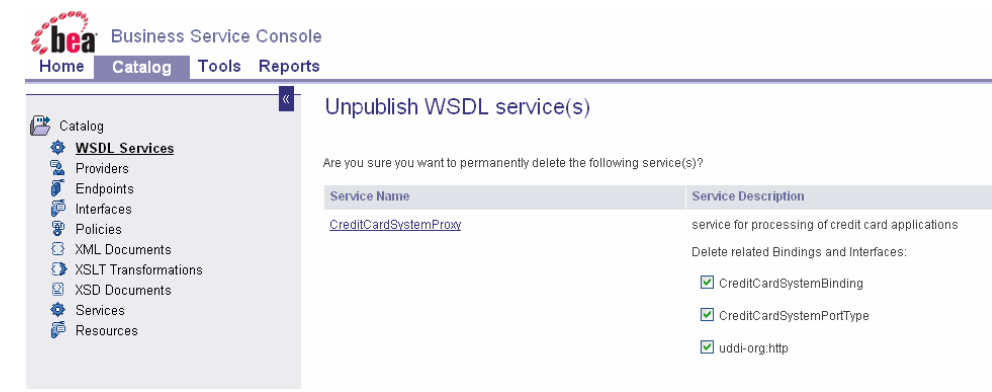 bea Business Service Console
Home Catalog Tools Reports
«
Catalog
WSDL Services
Providers
Endpoints
Interfaces
Policies
XML Documents
XSLT Transformations
XSD Documents
Services
Resources
Unpublish WSDL service(s)
Are you sure you want to permanently delete the following service(s)?
Service Name Service Description
CreditCardSystemProxy service for processing of credit card applications
Delete related Bindings and Interfaces:
CreditCardSystemBinding
CreditCardSystemPortType
uddi-org:http